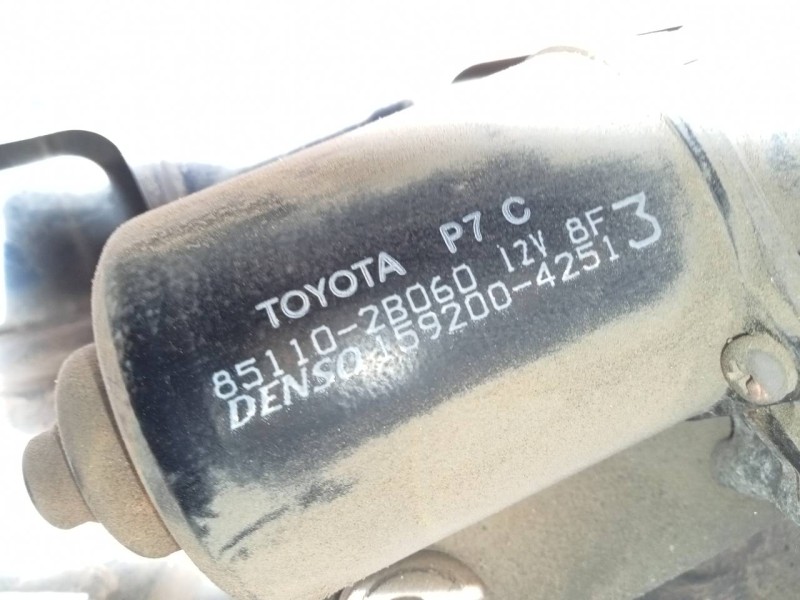 TOYOTA P7 C
85110-2B060 12V 8F 3
DENSO 159200-4251